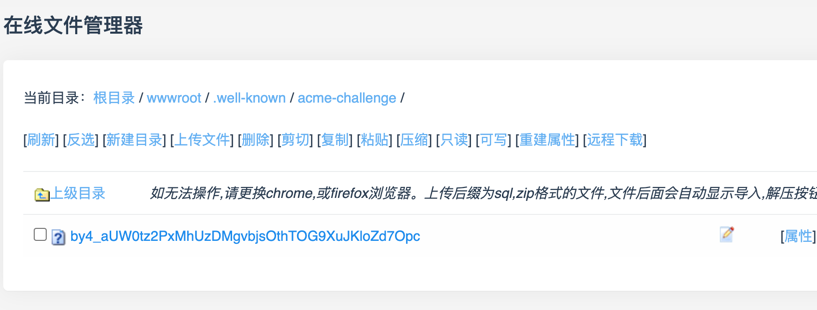 在线文件管理器
当前目录: 根目录 / wwwroot / .well-known / acme-challenge /
[刷新] [反选] [新建目录] [上传文件] [删除] [剪切] [复制] [粘贴] [压缩] [只读] [可写] [重建属性] [远程下载]
上级目录 如无法操作,请更换chrome,或firefox浏览器。上传后缀为sql,zip格式的文件,文件后面会自动显示导入,解压按钮
by4_aUW0tz2PxMhUzDMgvbjsOthTOG9XuJKloZd7Opc [属性]